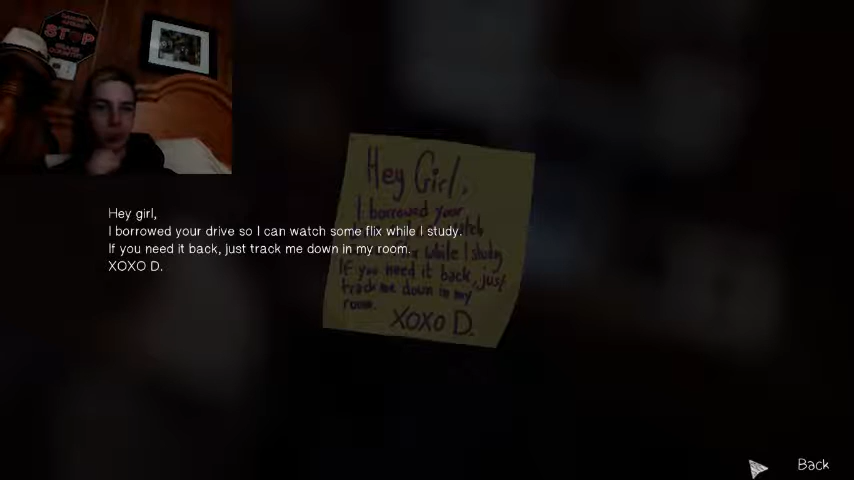 STOP
Hey girl,
I borrowed your drive so I can watch some flix while I study.
If you need it back, just track me down in my room.
XOXO D.
Hey Girl,
I borrowed your
while I study
If you need it back, just
track me down in my
room.
XOXO D.
Back